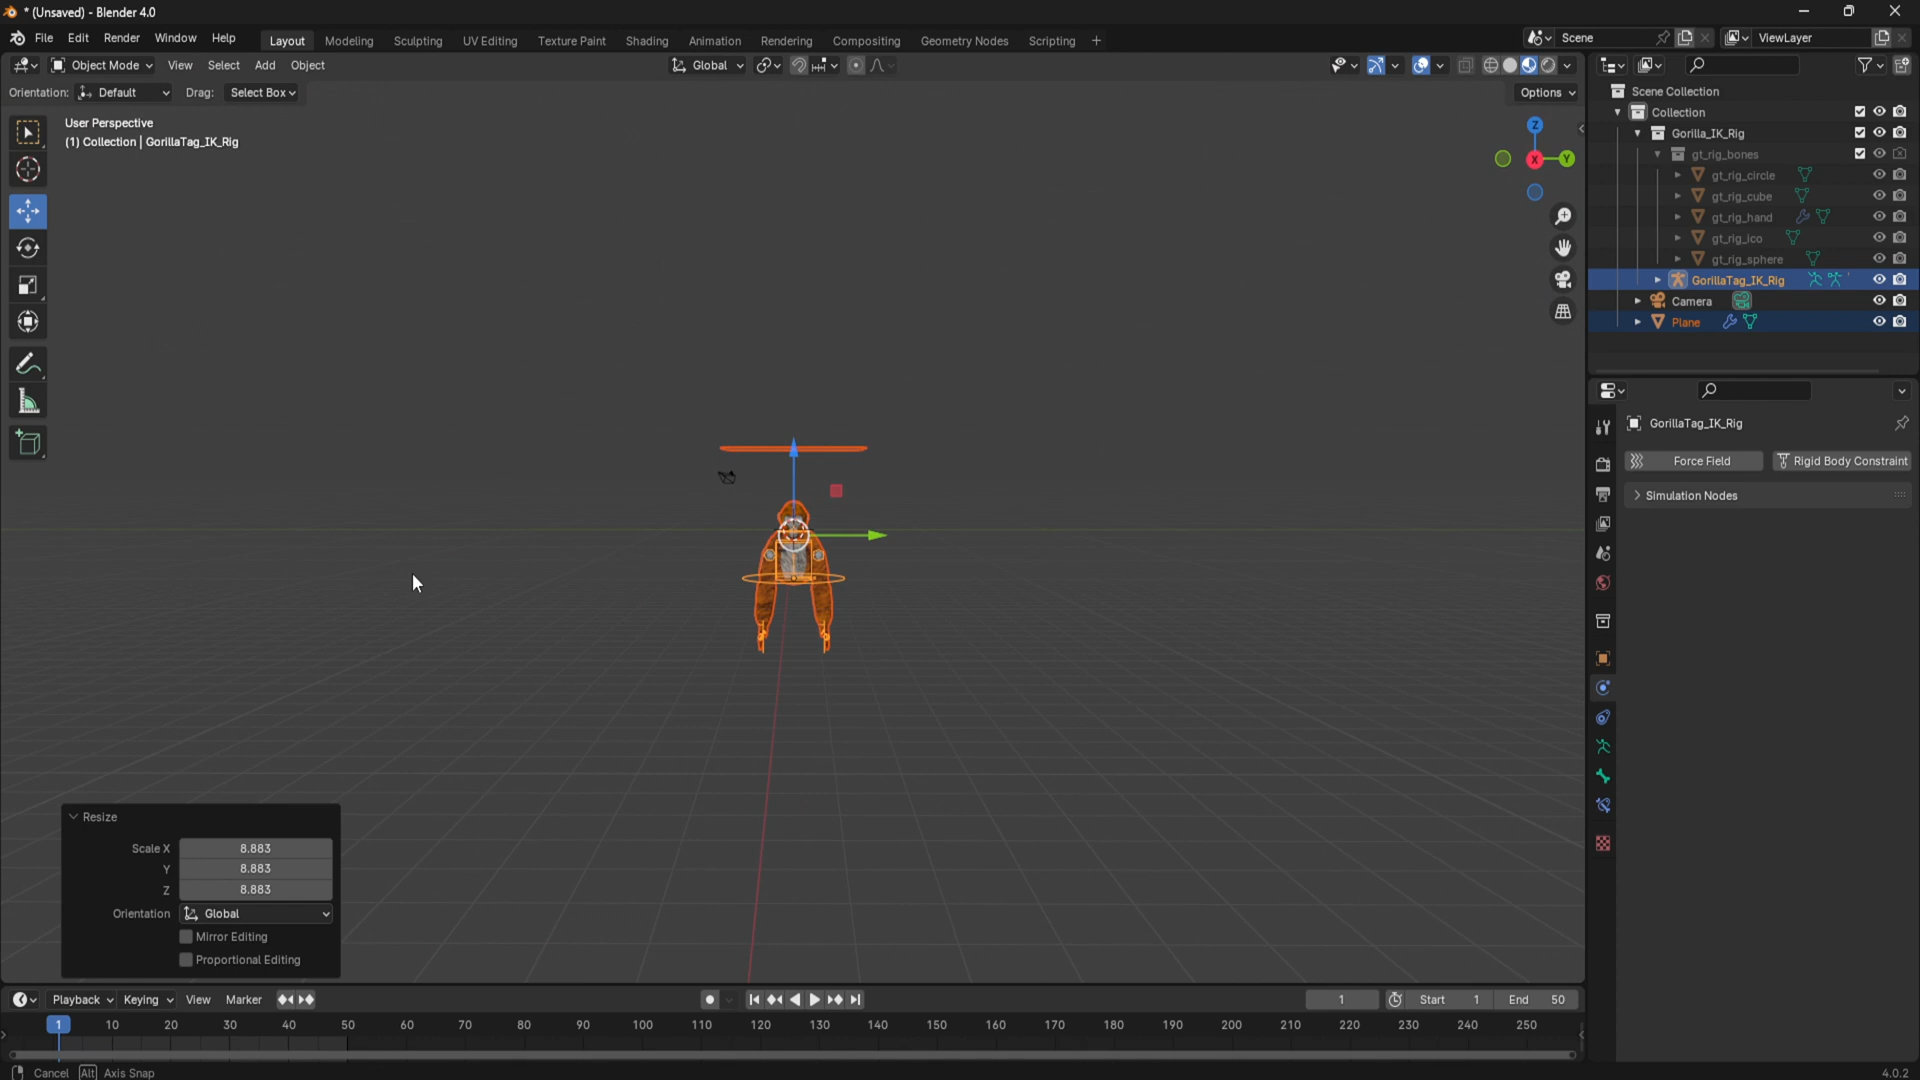 * (Unsaved) - Blender 4.0
File Edit Render Window Help
Layout Modeling Sculpting UV Editing Texture Paint Shading Animation Rendering Compositing Geometry Nodes Scripting +
Scene
ViewLayer
Object Mode View Select Add Object
Global
Orientation: Default Drag: Select Box
Options
User Perspective
(1) Collection | GorillaTag_IK_Rig
Z
X
Y
Scene Collection
Collection
Gorilla_IK_Rig
gt_rig_bones
gt_rig_circle
gt_rig_cube
gt_rig_hand
gt_rig_ico
gt_rig_sphere
GorillaTag_IK_Rig
Camera
Plane
GorillaTag_IK_Rig
Force Field
Rigid Body Constraint
Simulation Nodes
Resize
Scale X 8.883
Y 8.883
Z 8.883
Orientation Global
Mirror Editing
Proportional Editing
Playback Keying View Marker
1
Start 1
End 50
1 10 20 30 40 50 60 70 80 90 100 110 120 130 140 150 160 170 180 190 200 210 220 230 240 250
Cancel Alt Axis Snap
4.0.2